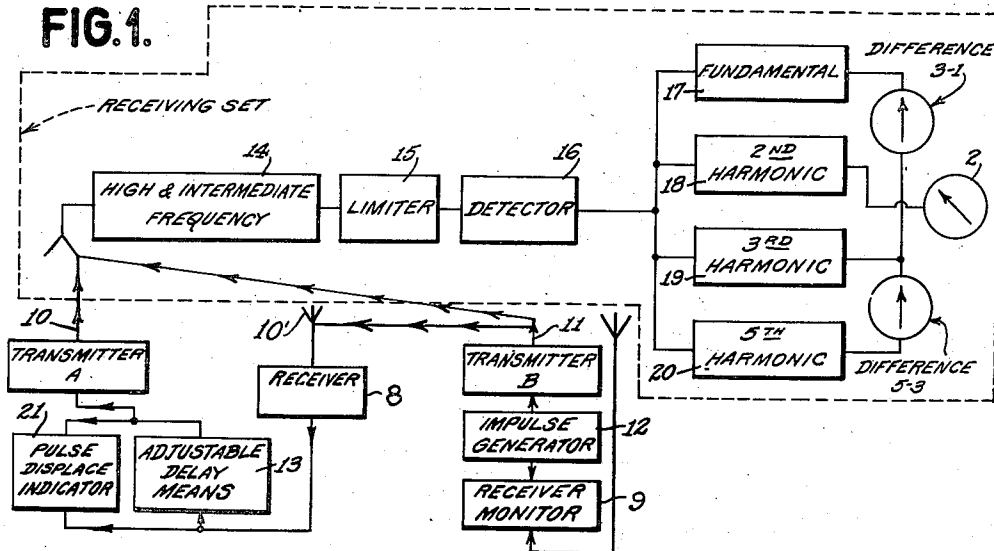 FIG.1.
RECEIVING SET
14
HIGH & INTERMEDIATE
FREQUENCY
15
LIMITER
16
DETECTOR
FUNDAMENTAL
17
2ND
HARMONIC
18
3RD
HARMONIC
19
5TH
HARMONIC
20
DIFFERENCE
3-1
2
DIFFERENCE
5-3
10
TRANSMITTER
A
21
PULSE
DISPLACE
INDICATOR
ADJUSTABLE
DELAY
MEANS
13
10'
RECEIVER
8
11
TRANSMITTER
B
IMPULSE
GENERATOR
12
RECEIVER
MONITOR
9